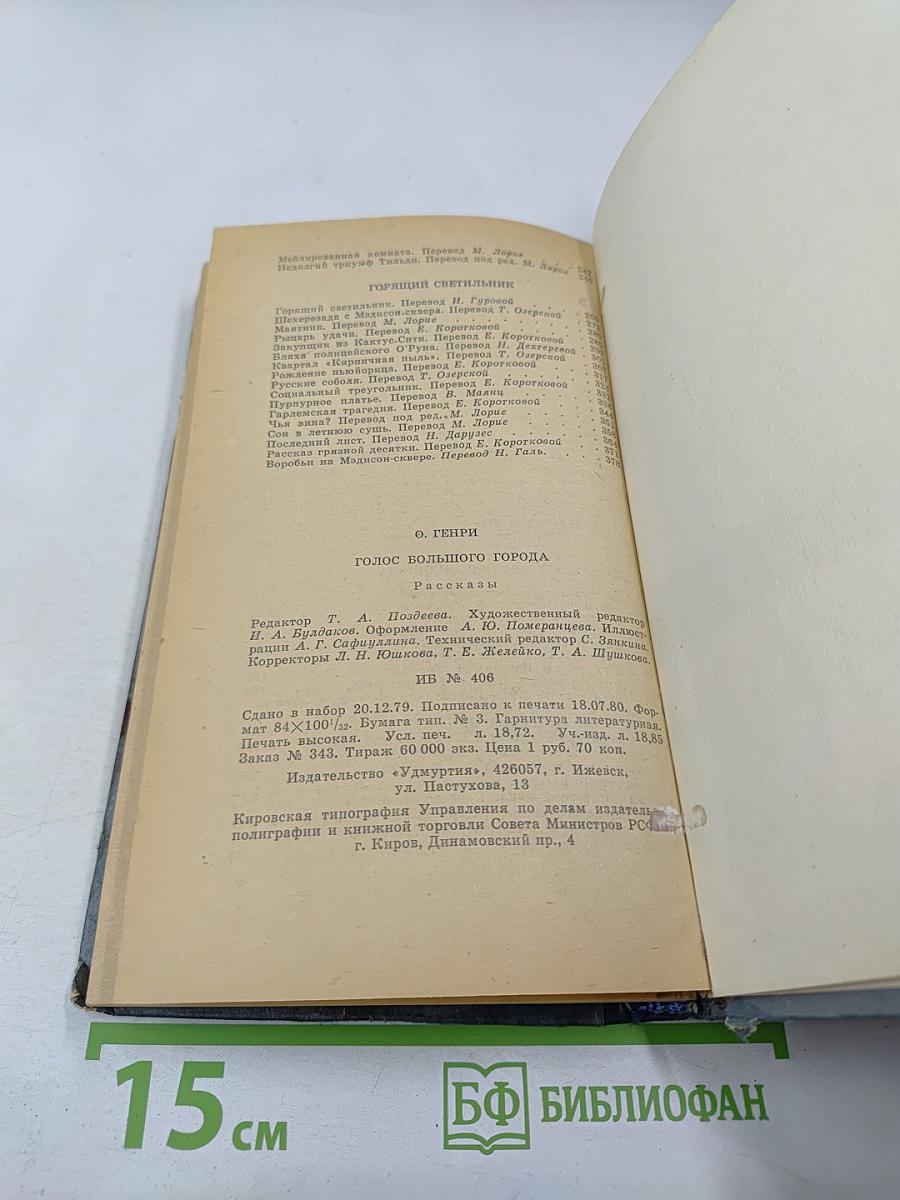 Меблированная комната. Перевод М. Лорие
Недолгий триумф Тильди. Перевод под ред. М. Лорие
ГОРЯЩИЙ СВЕТИЛЬНИК
Горящий светильник. Перевод И. Гуровой
Шехерезада с Мэдисон-сквера. Перевод Т. Озерской
Маятник. Перевод М. Лорие
Рыцарь удачи. Перевод Е. Коротковой
Закупщик из Кактус-Сити. Перевод Е. Коротковой
Бляха полицейского О'Руна. Перевод Н. Дехтеревой
Квартал «Кирпичная пыль». Перевод Т. Озерской
Рождение ньюйоркца. Перевод Е. Коротковой
Русские соболя. Перевод Т. Озерской
Социальный треугольник. Перевод Е. Коротковой
Пурпурное платье. Перевод В. Маянц
Гарлемская трагедия. Перевод Е. Коротковой
Чья вина? Перевод под ред. М. Лорие
Сон в летнюю сушь. Перевод М. Лорие
Последний лист. Перевод Н. Дарузес
Рассказ грязной десятки. Перевод Е. Коротковой 371
Воробьи на Мэдисон-сквере. Перевод Н. Галь. . . . 378
О. ГЕНРИ
ГОЛОС БОЛЬШОГО ГОРОДА
Рассказы
Редактор Т. А. Поздеева. Художественный редактор
И. А. Булдаков. Оформление А. Ю. Померанцева. Иллюст-
рации А. Г. Сафиуллина. Технический редактор С. Зянкина.
Корректоры Л. Н. Юшкова, Т. Е. Желейко, Т. А. Шушкова.
ИБ № 406
Сдано в набор 20.12.79. Подписано к печати 18.07.80. Фор-
мат 84×100¹/₃₂. Бумага тип. № 3. Гарнитура литературная.
Печать высокая. Усл. печ. л. 18,72. Уч.-изд. л. 18,85
Заказ № 343. Тираж 60 000 экз. Цена 1 руб. 70 коп.
Издательство «Удмуртия», 426057, г. Ижевск,
ул. Пастухова, 13
Кировская типография Управления по делам издательс
полиграфии и книжной торговли Совета Министров РСФ
г. Киров, Динамовский пр., 4
15 см
БФ БИБЛИОФАН